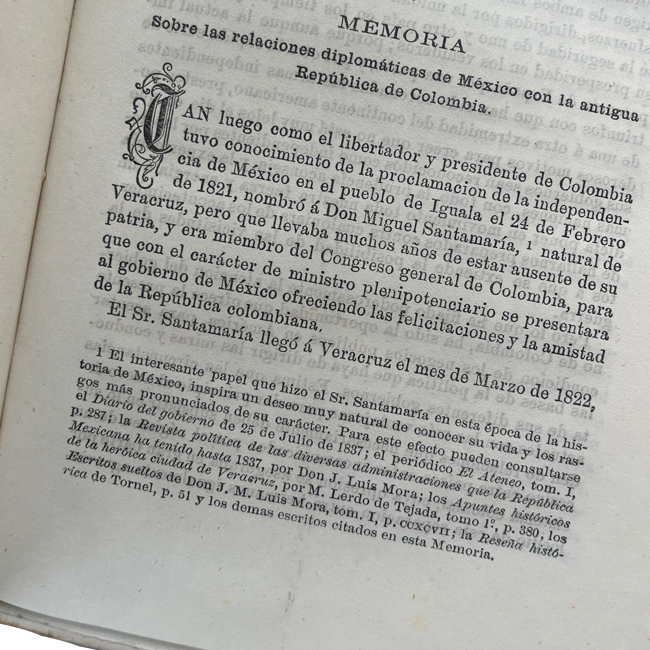 MEMORIA
Sobre las relaciones diplomáticas de México con la antigua
República de Colombia.
TAN luego como el libertador y presidente de Colombia
tuvo conocimiento de la proclamacion de la independen-
cia de México en el pueblo de Iguala el 24 de Febrero
de 1821, nombró á Don Miguel Santamaría, 1 natural de
Veracruz, pero que llevaba muchos años de estar ausente de su
patria, y era miembro del Congreso general de Colombia, para
que con el carácter de ministro plenipotenciario se presentara
al gobierno de México ofreciendo las felicitaciones y la amistad
de la República colombiana.
El Sr. Santamaría llegó á Veracruz el mes de Marzo de 1822,
1 El interesante papel que hizo el Sr. Santamaría en esta época de la his-
toria de México, inspira un deseo muy natural de conocer su vida y los ras-
gos más pronunciados de su carácter. Para este efecto pueden consultarse
el Diario del gobierno de 25 de Julio de 1837; el periódico El Ateneo, tom. I,
p. 287; la Revista política de las diversas administraciones que la República
Mexicana ha tenido hasta 1837, por Don J. Luis Mora; los Apuntes históricos
de la heróica ciudad de Veracruz, por M. Lerdo de Tejada, tomo 1º, p. 380, los
Escritos sueltos de Don J. M. Luis Mora, tom. I, p. CCXCVII; la Reseña histó-
rica de Tornel, p. 51 y los demas escritos citados en esta Memoria.